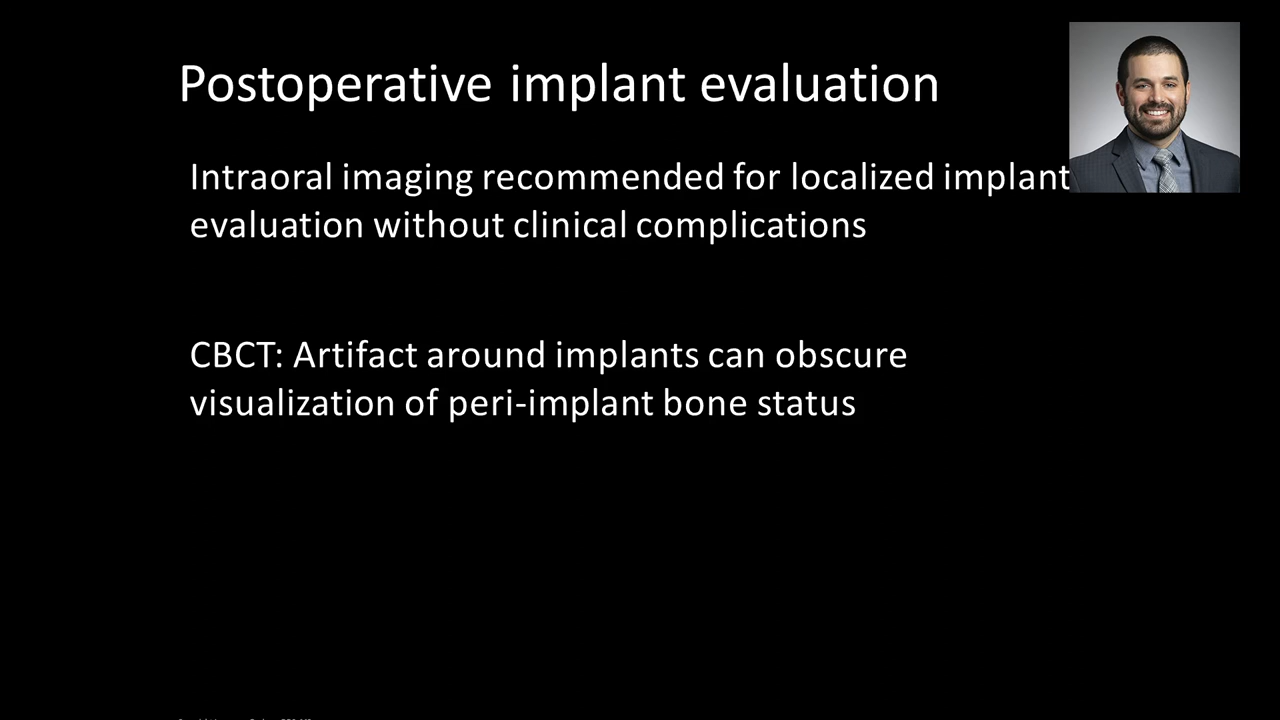 Postoperative implant evaluation
Intraoral imaging recommended for localized implant
evaluation without clinical complications
CBCT: Artifact around implants can obscure
visualization of peri-implant bone status